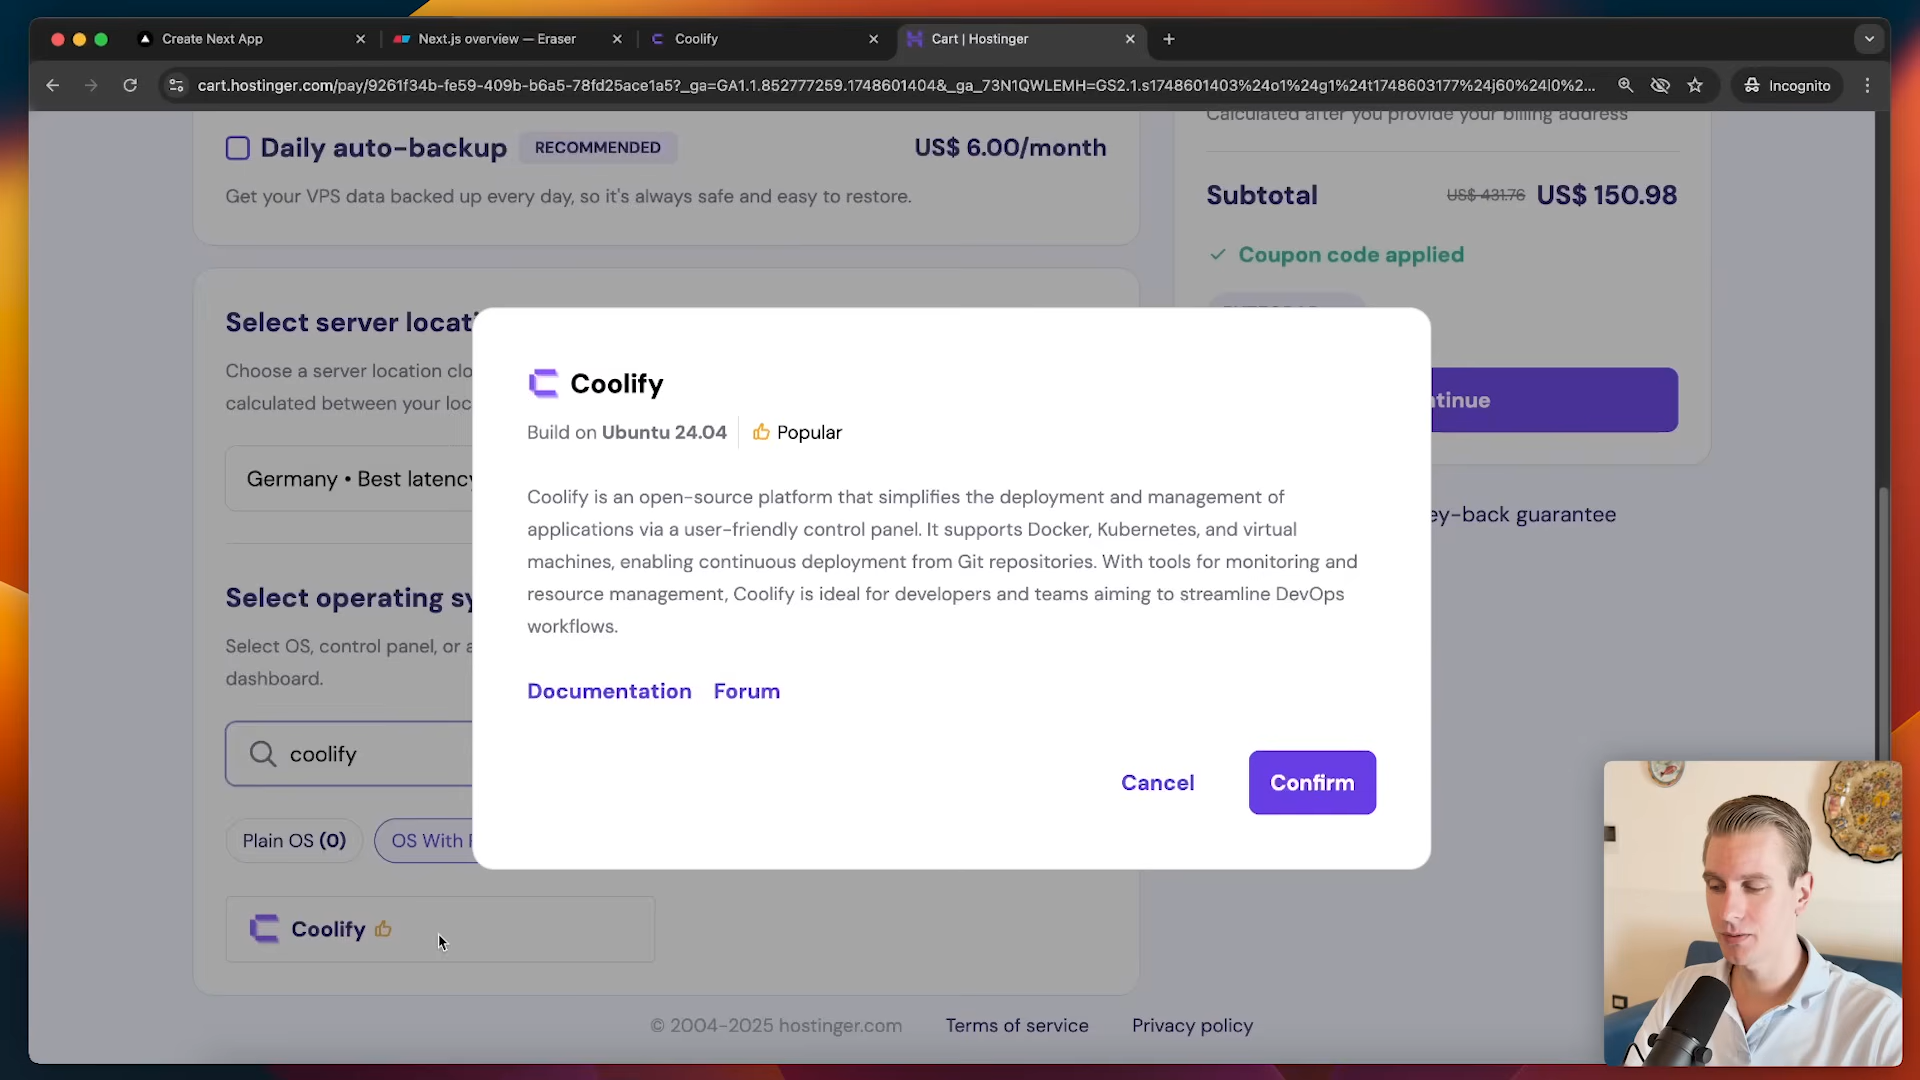 Create Next App
Next.js overview — Eraser
Coolify
Cart | Hostinger
cart.hostinger.com/pay/9261f34b-fe59-409b-b6a5-78fd25ace1a5?_ga=GA1.1.852777259.1748601404&_ga_73N1QWLEMH=GS2.1.s1748601403%24o1%24g1%24t1748603177%24j60%24l0%2...
Incognito
Calculated after you provide your billing address
Daily auto-backup
RECOMMENDED
US$ 6.00/month
Get your VPS data backed up every day, so it's always safe and easy to restore.
Subtotal
US$ 431.76
US$ 150.98
Coupon code applied
Select server locati
Choose a server location clo
calculated between your loc
Germany • Best latency
ntinue
ey-back guarantee
Coolify
Build on Ubuntu 24.04
Popular
Coolify is an open-source platform that simplifies the deployment and management of
applications via a user-friendly control panel. It supports Docker, Kubernetes, and virtual
machines, enabling continuous deployment from Git repositories. With tools for monitoring and
resource management, Coolify is ideal for developers and teams aiming to streamline DevOps
workflows.
Documentation
Forum
Cancel
Confirm
Select operating sy
Select OS, control panel, or a
dashboard.
coolify
Plain OS (0)
OS With P
Coolify
© 2004-2025 hostinger.com
Terms of service
Privacy policy